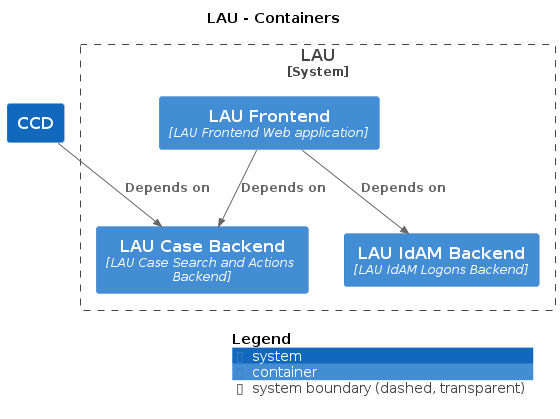 LAU - Containers
LAU
[System]
CCD
LAU Frontend
[LAU Frontend Web application]
Depends on
Depends on
Depends on
LAU Case Backend
[LAU Case Search and Actions
Backend]
LAU IdAM Backend
[LAU IdAM Logons Backend]
Legend
system
container
system boundary (dashed, transparent)